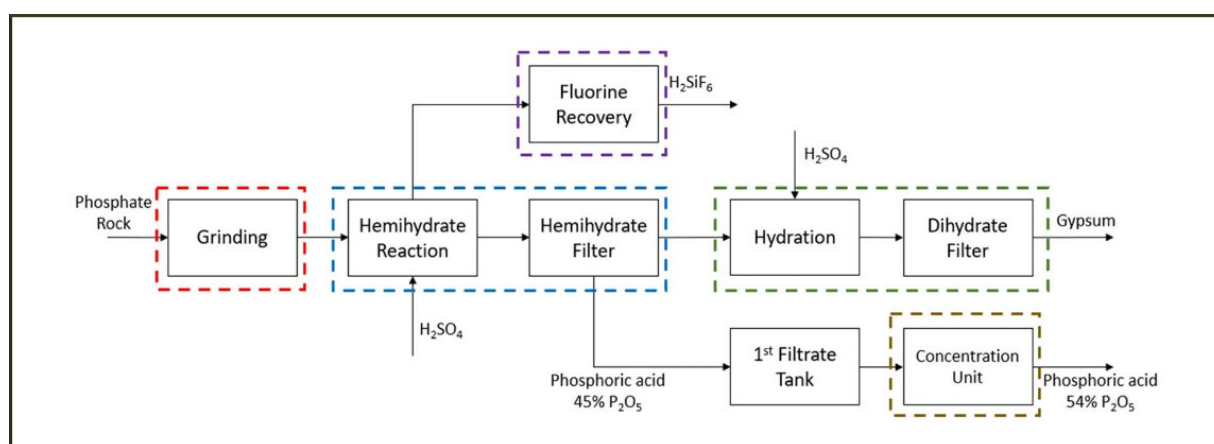 Fluorine
Recovery
H₂SiF₆
H₂SO₄
Phosphate
Rock
Grinding
Hemihydrate
Reaction
Hemihydrate
Filter
Hydration
Dihydrate
Filter
Gypsum
H₂SO₄
Phosphoric acid
45% P₂O₅
1st Filtrate
Tank
Concentration
Unit
Phosphoric acid
54% P₂O₅